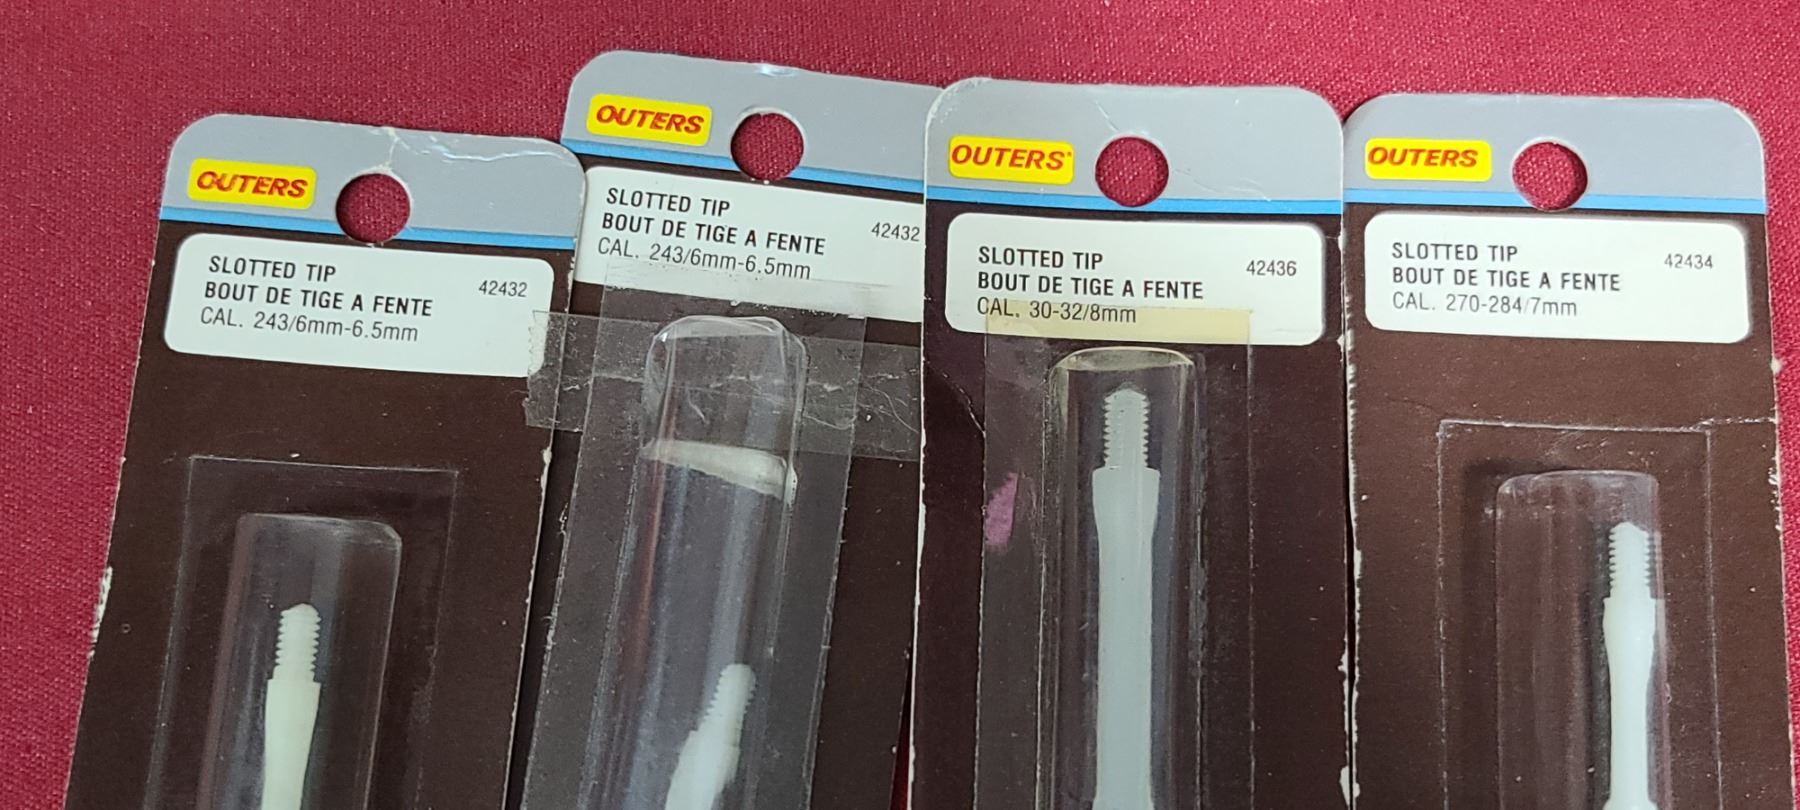 OUTERS
SLOTTED TIP
BOUT DE TIGE A FENTE
CAL. 243/6mm-6.5mm
42432
OUTERS
SLOTTED TIP
BOUT DE TIGE A FENTE
CAL. 243/6mm-6.5mm
42432
OUTERS
SLOTTED TIP
BOUT DE TIGE A FENTE
CAL. 30-32/8mm
42436
OUTERS
SLOTTED TIP
BOUT DE TIGE A FENTE
CAL. 270-284/7mm
42434